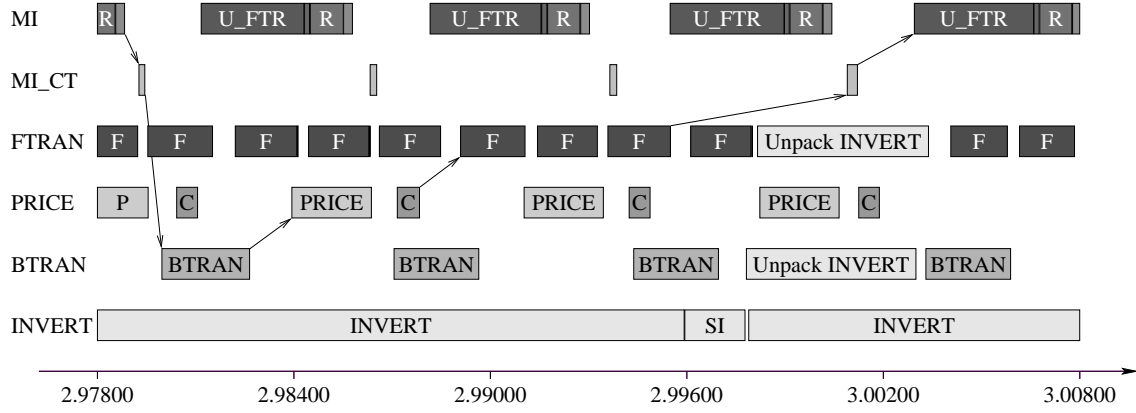 MI R U_FTR R U_FTR R U_FTR R U_FTR R
MI_CT
FTRAN F F F F F F F F F Unpack INVERT F F
PRICE P C PRICE C PRICE C PRICE C
BTRAN BTRAN BTRAN BTRAN Unpack INVERT BTRAN
INVERT INVERT SI INVERT
2.97800 2.98400 2.99000 2.99600 3.00200 3.00800